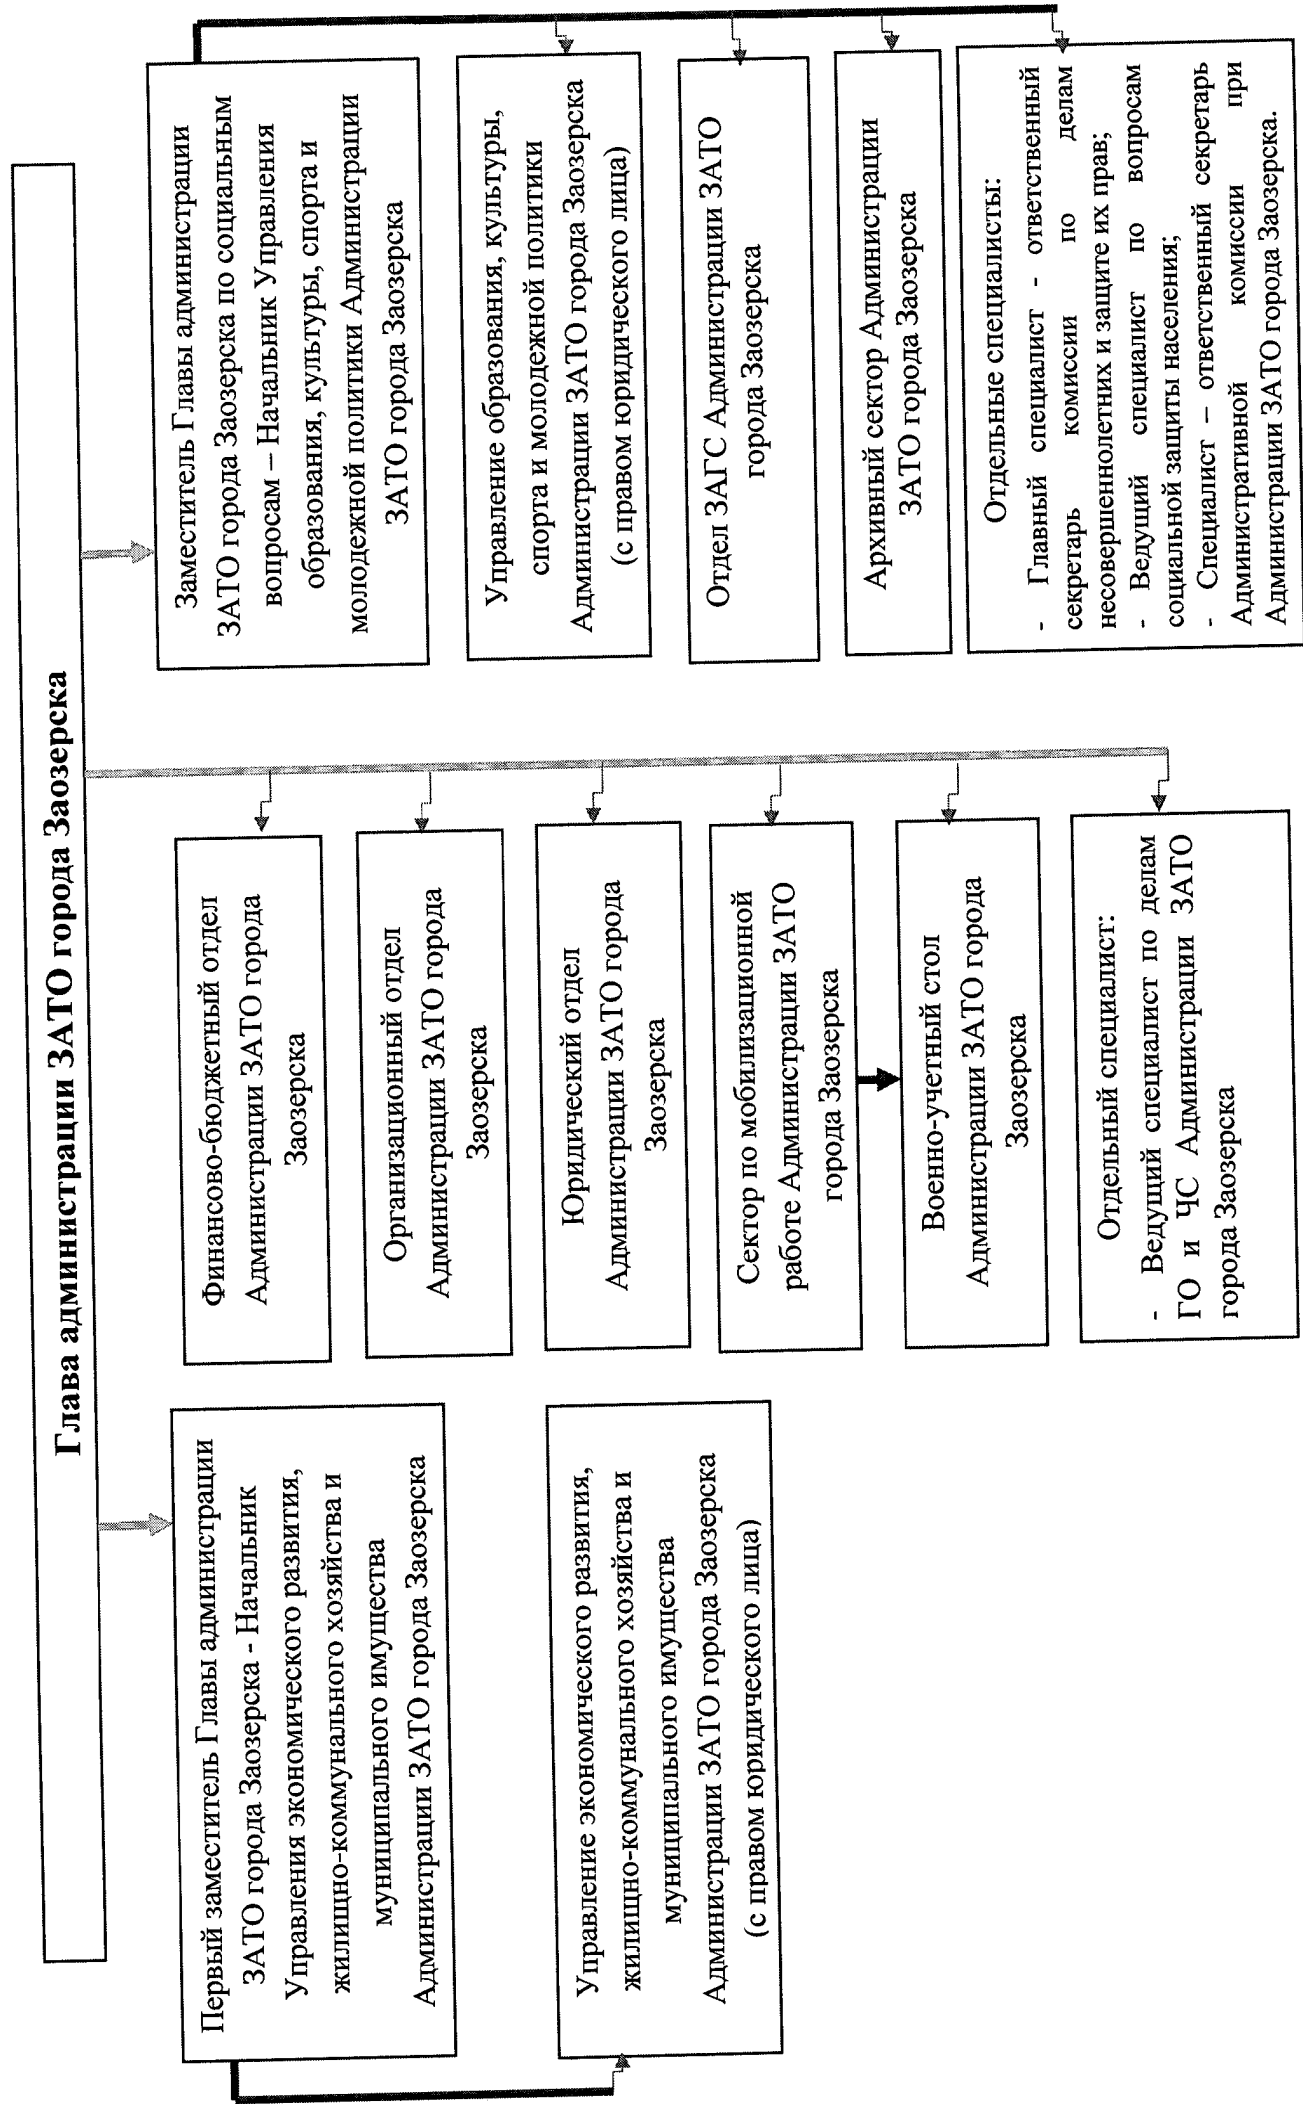 Глава администрации ЗАТО города Заозерска
Первый заместитель Главы администрации
ЗАТО города Заозерска - Начальник
Управления экономического развития,
жилищно-коммунального хозяйства и
муниципального имущества
Администрации ЗАТО города Заозерска
Управление экономического развития,
жилищно-коммунального хозяйства и
муниципального имущества
Администрации ЗАТО города Заозерска
(с правом юридического лица)
Финансово-бюджетный отдел
Администрации ЗАТО города
Заозерска
Организационный отдел
Администрации ЗАТО города
Заозерска
Юридический отдел
Администрации ЗАТО города
Заозерска
Сектор по мобилизационной
работе Администрации ЗАТО
города Заозерска
Военно-учетный стол
Администрации ЗАТО города
Заозерска
Отдельный специалист:
- Ведущий специалист по делам
ГО и ЧС Администрации ЗАТО
города Заозерска
Заместитель Главы администрации
ЗАТО города Заозерска по социальным
вопросам – Начальник Управления
образования, культуры, спорта и
молодежной политики Администрации
ЗАТО города Заозерска
Управление образования, культуры,
спорта и молодежной политики
Администрации ЗАТО города Заозерска
(с правом юридического лица)
Отдел ЗАГС Администрации ЗАТО
города Заозерска
Архивный сектор Администрации
ЗАТО города Заозерска
Отдельные специалисты:
- Главный специалист - ответственный
секретарь комиссии по делам
несовершеннолетних и защите их прав;
- Ведущий специалист по вопросам
социальной защиты населения;
- Специалист – ответственный секретарь
Административной комиссии при
Администрации ЗАТО города Заозерска.